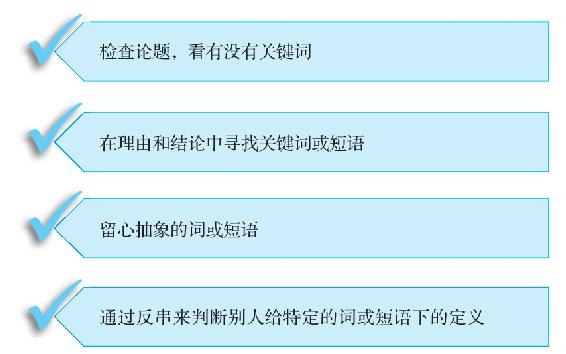 检查论题，看有没有关键词
在理由和结论中寻找关键词或短语
留心抽象的词或短语
通过反串来判断别人给特定的词或短语下的定义